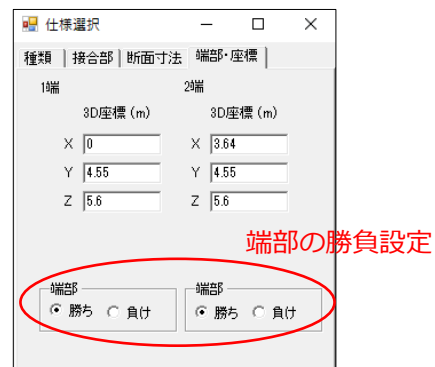 仕様選択
種類 接合部 断面寸法 端部・座標
1端 2端
3D座標 (m) 3D座標 (m)
X 0 X 3.64
Y 4.55 Y 4.55
Z 5.6 Z 5.6
端部の勝負設定
端部 端部
勝ち 負け 勝ち 負け